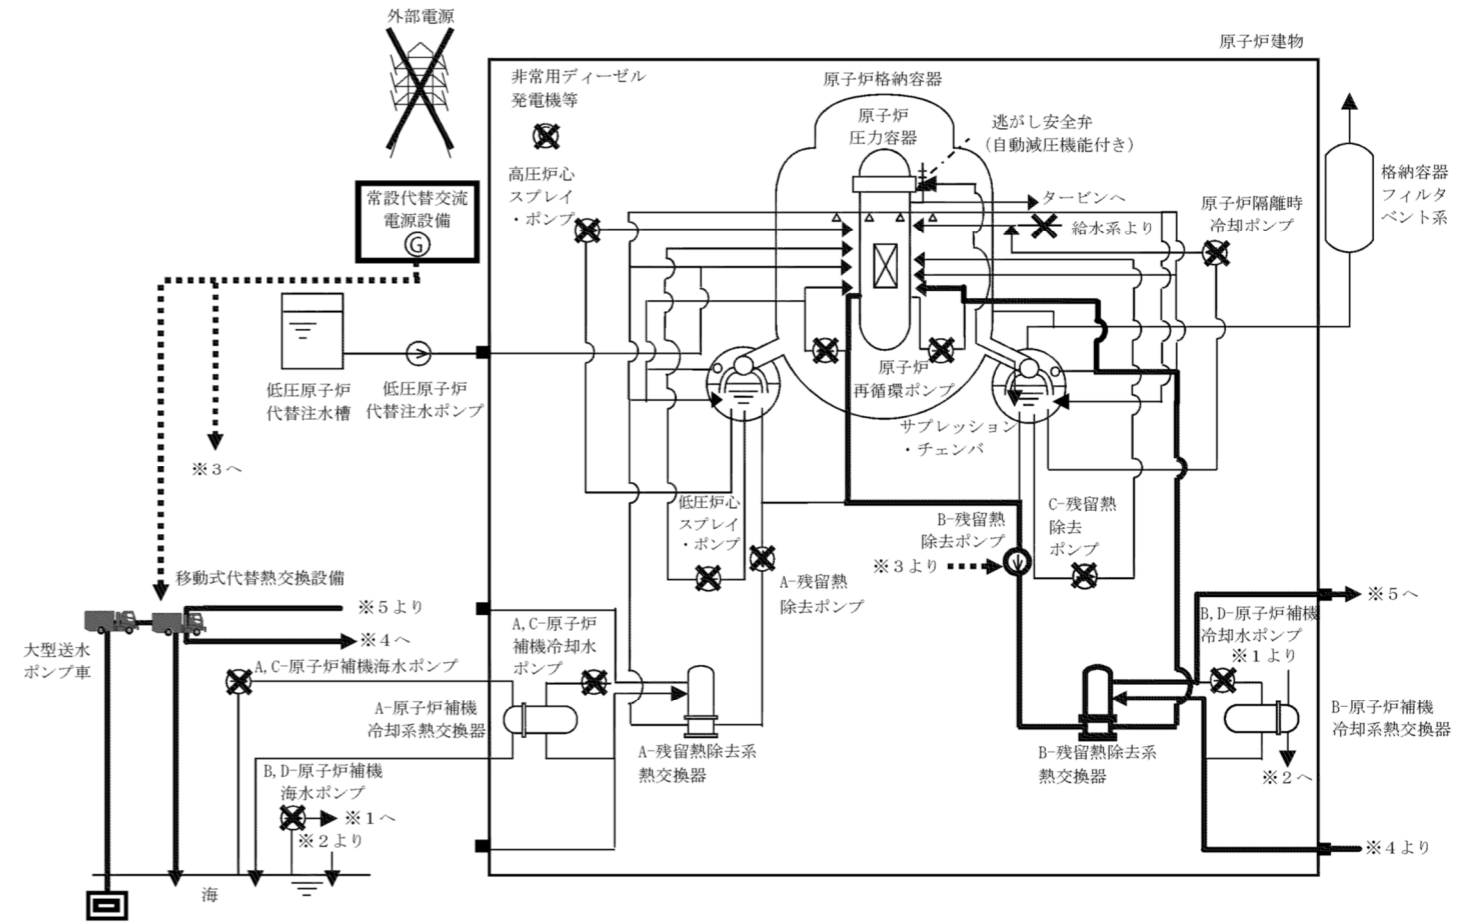 外部電源
原子炉建物
非常用ディーゼル
発電機等
原子炉格納容器
原子炉
圧力容器
逃がし安全弁
(自動減圧機能付き)
高圧炉心
スプレイ
・ポンプ
常設代替交流
電源設備
G
タービンへ
給水系より
原子炉隔離時
冷却ポンプ
格納容器
フィルタ
ベント系
低圧原子炉
代替注水槽
低圧原子炉
代替注水ポンプ
原子炉
再循環ポンプ
サプレッション
・チェンバ
※3へ
低圧炉心
スプレイ
・ポンプ
A-残留熱
除去ポンプ
B-残留熱
除去ポンプ
※3より
C-残留熱
除去
ポンプ
移動式代替熱交換設備
※5より
※4へ
大型送水
ポンプ車
A,C-原子炉補機海水ポンプ
A,C-原子炉
補機冷却水
ポンプ
※5へ
B,D-原子炉補機
冷却水ポンプ
※1より
A-原子炉補機
冷却系熱交換器
A-残留熱除去系
熱交換器
B-残留熱除去系
熱交換器
B-原子炉補機
冷却系熱交換器
※2へ
B,D-原子炉補機
海水ポンプ
※1へ
※2より
※4より
海